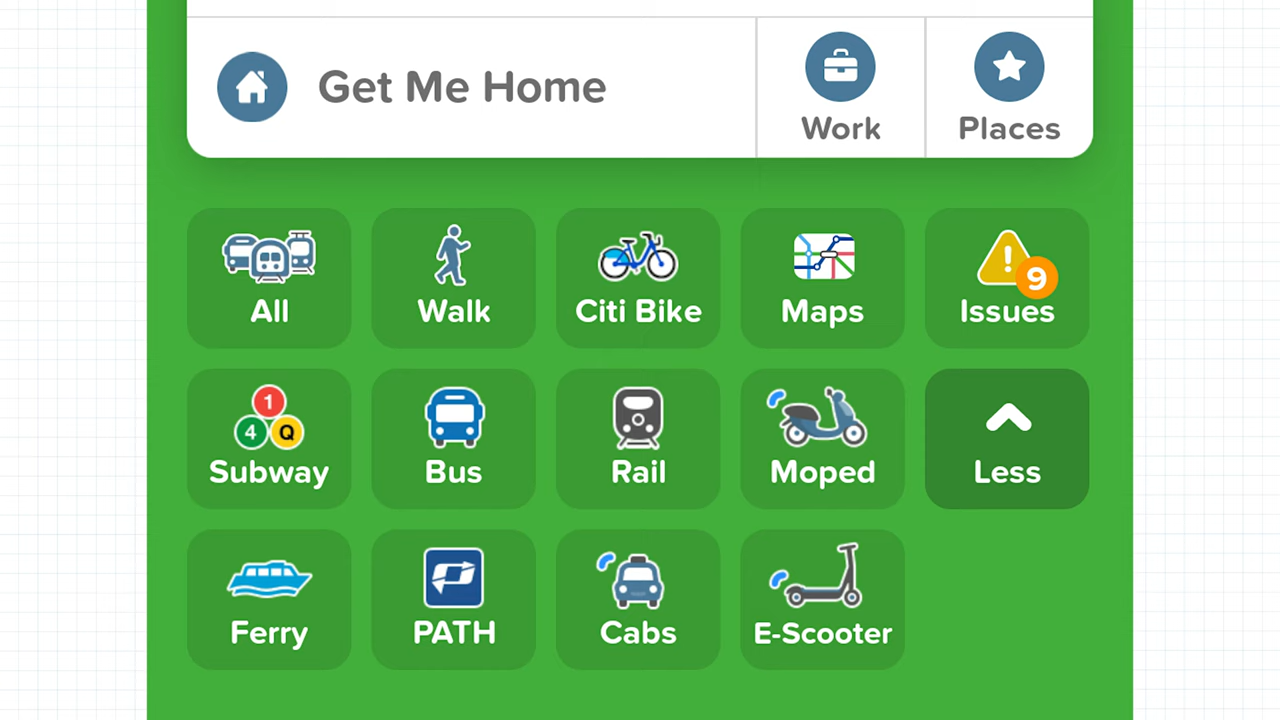 Get Me Home
Work
Places
All
Walk
Citi Bike
Maps
9
Issues
1
4
Q
Subway
Bus
Rail
Moped
Less
Ferry
PATH
Cabs
E-Scooter